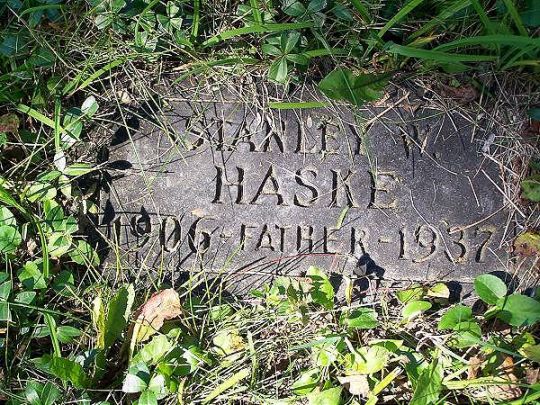 STANLEY W.
HASKE
1906-FATHER-1937